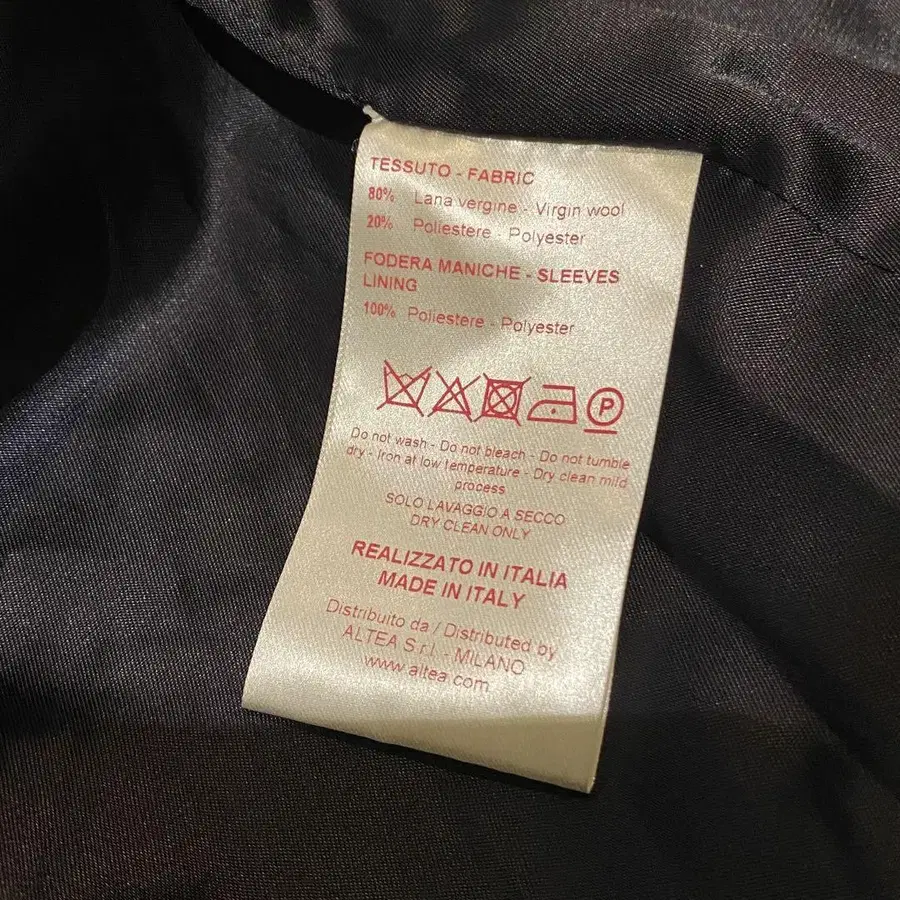 TESSUTO - FABRIC
80% Lana vergine - Virgin wool
20% Poliestere - Polyester
FODERA MANICHE - SLEEVES
LINING
100% Poliestere - Polyester
P
Do not wash - Do not bleach - Do not tumble
dry - Iron at low temperature - Dry clean mild
process
SOLO LAVAGGIO A SECCO
DRY CLEAN ONLY
REALIZZATO IN ITALIA
MADE IN ITALY
Distribuito da / Distributed by
ALTEA S.r.l. - MILANO
www.altea.com